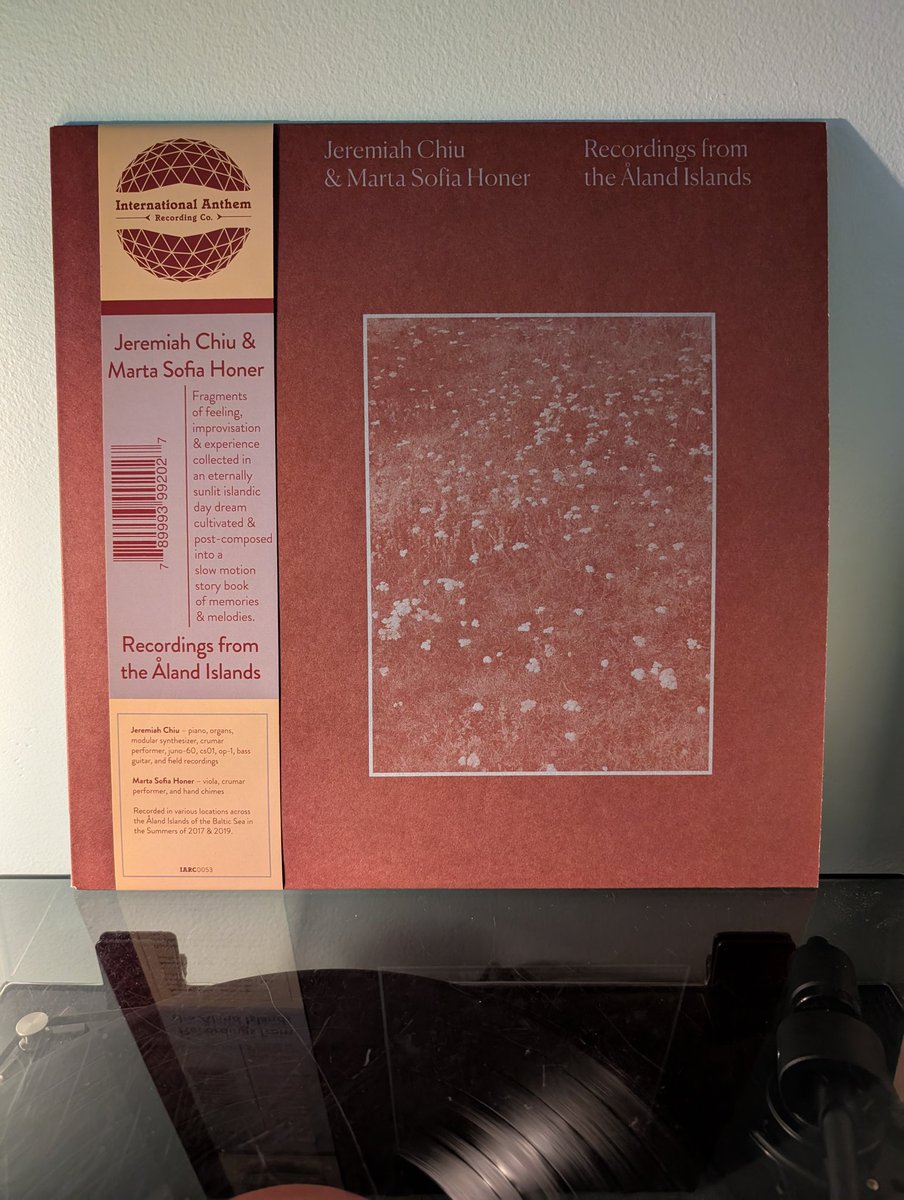 Jeremiah Chiu
& Marta Sofia Honer
Recordings from
the Åland Islands
International Anthem
Recording Co.
Jeremiah Chiu &
Marta Sofia Honer
Fragments
of feeling,
improvisation
& experience
collected in
an eternally
sunlit islandic
day dream
cultivated &
post-composed
into a
slow motion
story book
of memories
& melodies.
7 89993 99202 7
Recordings from
the Åland Islands
Jeremiah Chiu – piano, organs,
modular synthesizer, crumar
performer, juno-60, cs01, op-1, bass
guitar, and field recordings
Marta Sofia Honer – viola, crumar
performer, and hand chimes
Recorded in various locations across
the Åland Islands of the Baltic Sea in
the Summers of 2017 & 2019.
IARC0053